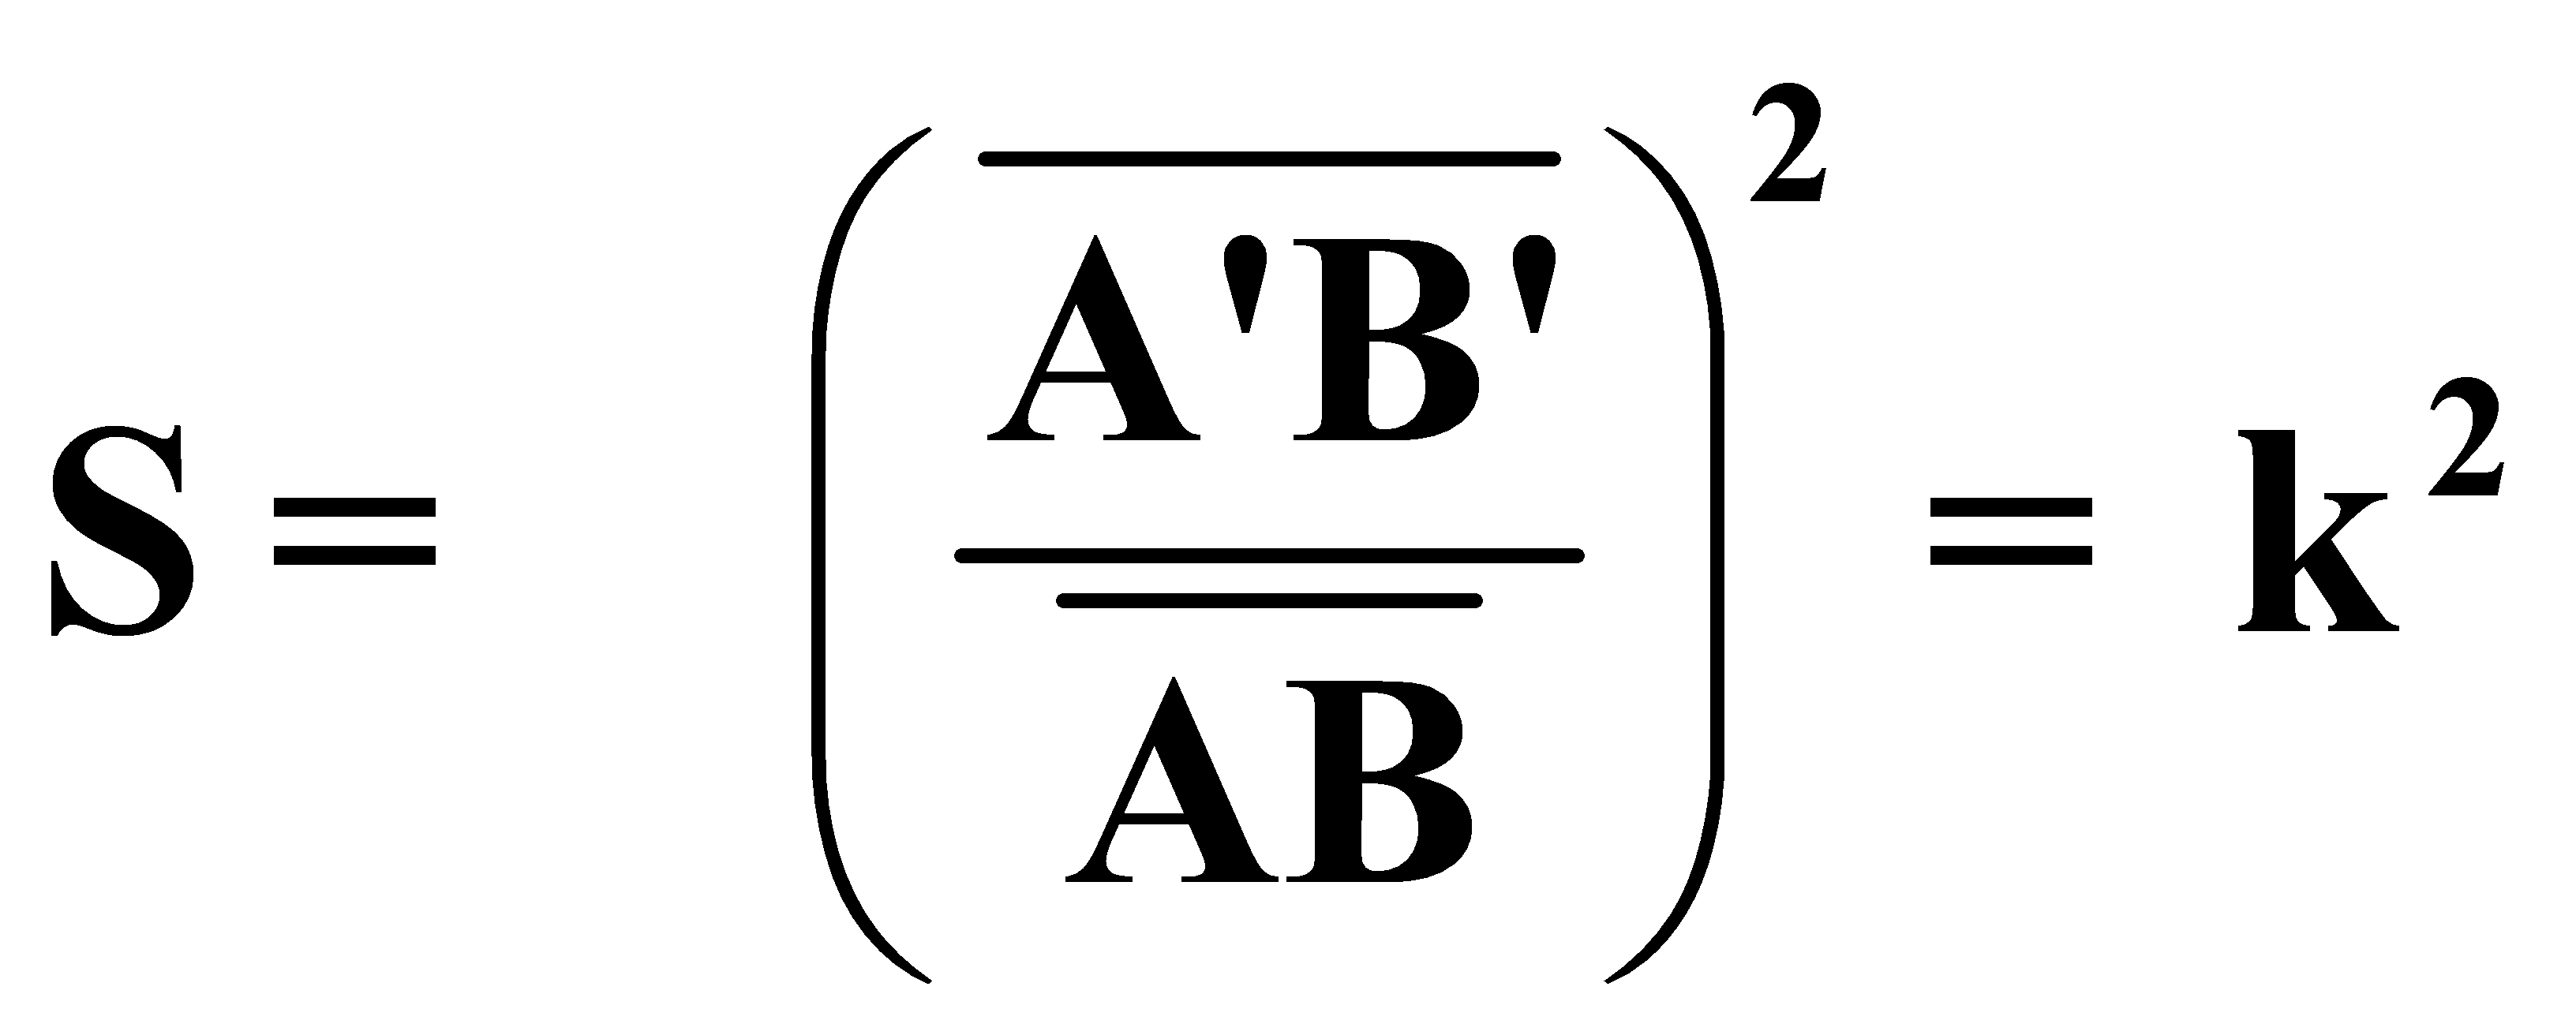 S = ( A'B' / AB )² = k²